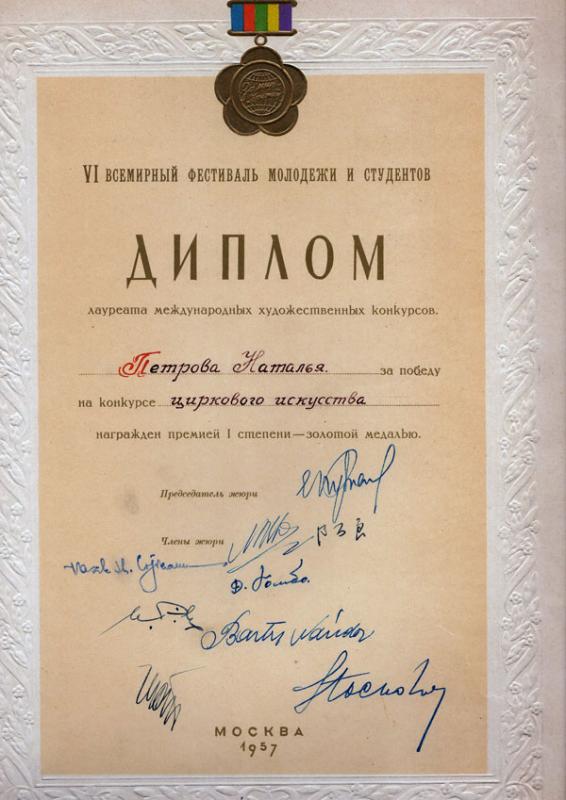 VI ВСЕМИРНЫЙ ФЕСТИВАЛЬ МОЛОДЕЖИ И СТУДЕНТОВ
ДИПЛОМ
лауреата международных художественных конкурсов.
Петрова Наталья. за победу
на конкурсе циркового искусства
награжден премией I степени—золотой медалью.
Председатель жюри
Члены жюри
Д. Гомбо.
МОСКВА
1957